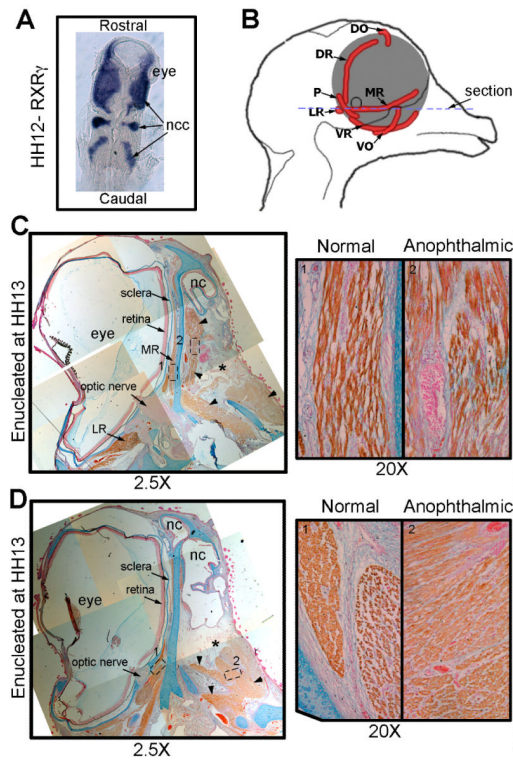 A
Rostral
eye
HH12- RXRγ
ncc
Caudal
B
DO
DR
P
MR
LR
VR
VO
section
C
Enucleated at HH13
nc
sclera
retina
eye
MR
2
1
*
optic nerve
LR
2.5X
Normal
Anophthalmic
1
2
20X
D
Enucleated at HH13
nc
nc
sclera
retina
eye
*
optic nerve
1
2
2.5X
Normal
Anophthalmic
1
2
20X